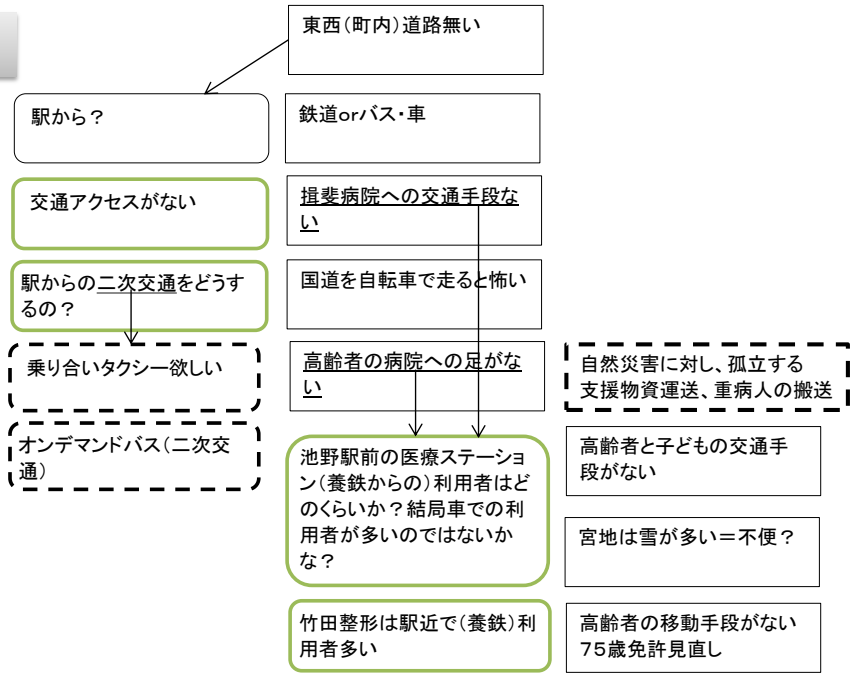 東西(町内)道路無い
駅から？
鉄道orバス・車
交通アクセスがない
揖斐病院への交通手段な
い
駅からの二次交通をどうす
るの？
国道を自転車で走ると怖い
乗り合いタクシー欲しい
高齢者の病院への足がな
い
自然災害に対し、孤立する
支援物資運送、重病人の搬送
オンデマンドバス(二次交
通)
池野駅前の医療ステーショ
ン(養鉄からの)利用者はど
のくらいか？結局車での利
用者が多いのではないか
な？
高齢者と子どもの交通手
段がない
宮地は雪が多い＝不便？
竹田整形は駅近で(養鉄)利
用者多い
高齢者の移動手段がない
75歳免許見直し